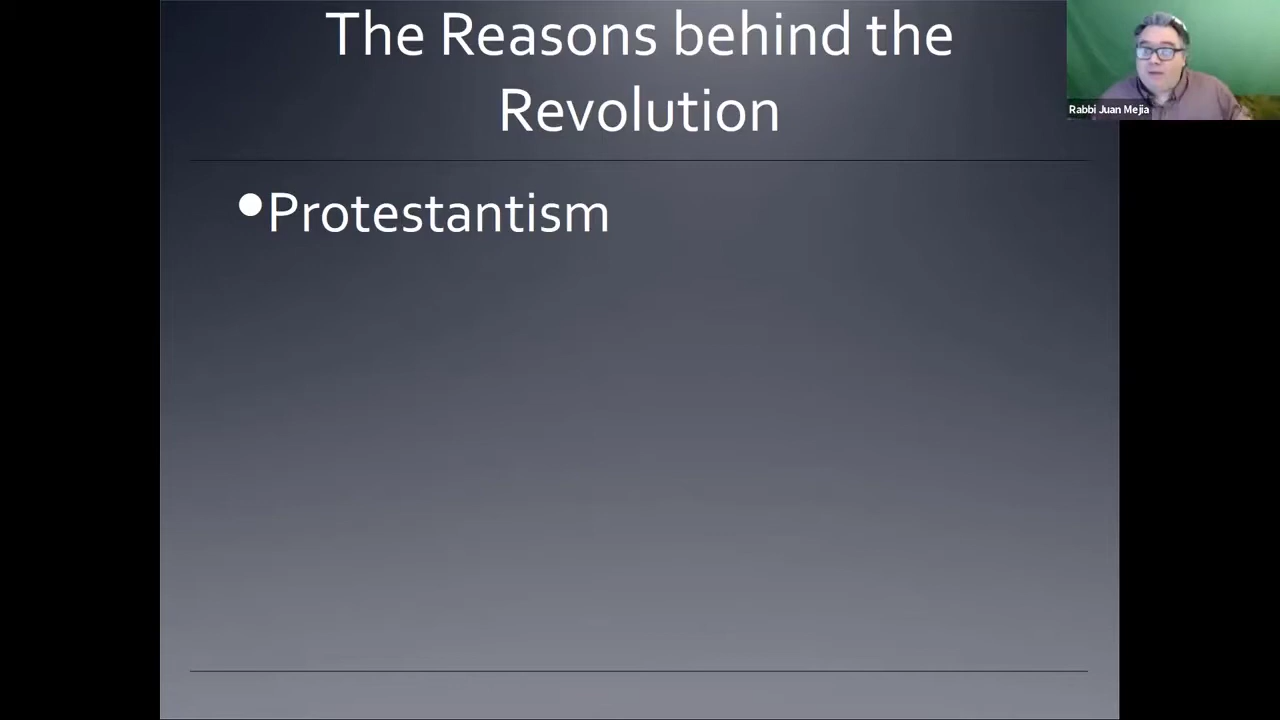 The Reasons behind the
Revolution
Rabbi Juan Mejia
•Protestantism